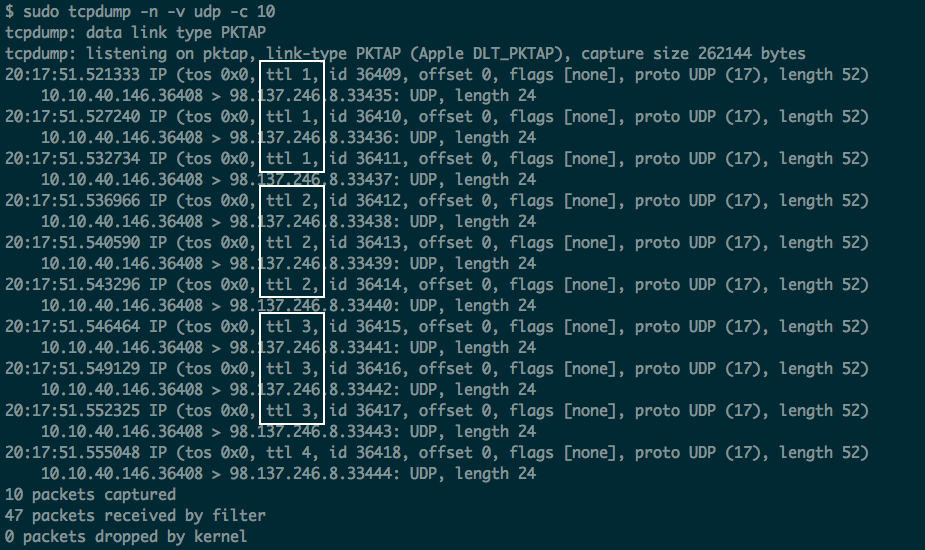 $ sudo tcpdump -n -v udp -c 10
tcpdump: data link type PKTAP
tcpdump: listening on pktap, link-type PKTAP (Apple DLT_PKTAP), capture size 262144 bytes
20:17:51.521333 IP (tos 0x0, ttl 1, id 36409, offset 0, flags [none], proto UDP (17), length 52)
    10.10.40.146.36408 > 98.137.246.8.33435: UDP, length 24
20:17:51.527240 IP (tos 0x0, ttl 1, id 36410, offset 0, flags [none], proto UDP (17), length 52)
    10.10.40.146.36408 > 98.137.246.8.33436: UDP, length 24
20:17:51.532734 IP (tos 0x0, ttl 1, id 36411, offset 0, flags [none], proto UDP (17), length 52)
    10.10.40.146.36408 > 98.137.246.8.33437: UDP, length 24
20:17:51.536966 IP (tos 0x0, ttl 2, id 36412, offset 0, flags [none], proto UDP (17), length 52)
    10.10.40.146.36408 > 98.137.246.8.33438: UDP, length 24
20:17:51.540590 IP (tos 0x0, ttl 2, id 36413, offset 0, flags [none], proto UDP (17), length 52)
    10.10.40.146.36408 > 98.137.246.8.33439: UDP, length 24
20:17:51.543296 IP (tos 0x0, ttl 2, id 36414, offset 0, flags [none], proto UDP (17), length 52)
    10.10.40.146.36408 > 98.137.246.8.33440: UDP, length 24
20:17:51.546464 IP (tos 0x0, ttl 3, id 36415, offset 0, flags [none], proto UDP (17), length 52)
    10.10.40.146.36408 > 98.137.246.8.33441: UDP, length 24
20:17:51.549129 IP (tos 0x0, ttl 3, id 36416, offset 0, flags [none], proto UDP (17), length 52)
    10.10.40.146.36408 > 98.137.246.8.33442: UDP, length 24
20:17:51.552325 IP (tos 0x0, ttl 3, id 36417, offset 0, flags [none], proto UDP (17), length 52)
    10.10.40.146.36408 > 98.137.246.8.33443: UDP, length 24
20:17:51.555048 IP (tos 0x0, ttl 4, id 36418, offset 0, flags [none], proto UDP (17), length 52)
    10.10.40.146.36408 > 98.137.246.8.33444: UDP, length 24
10 packets captured
47 packets received by filter
0 packets dropped by kernel